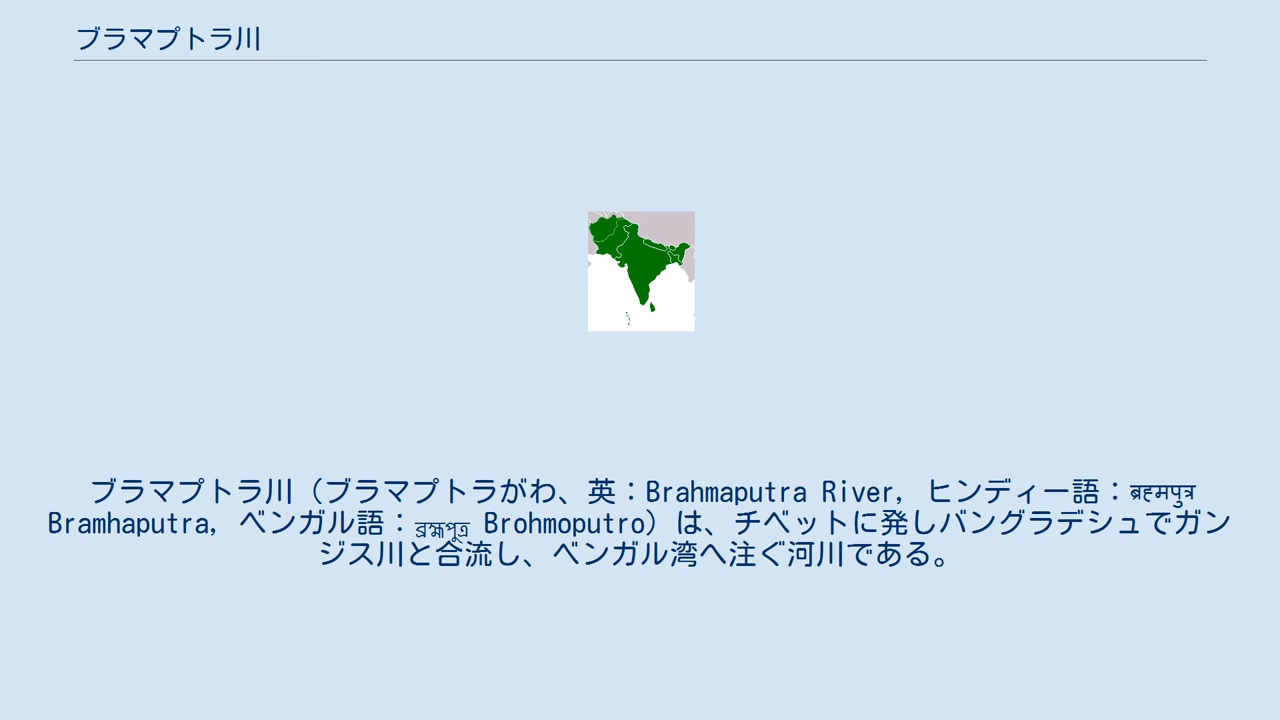 ブラマプトラ川
ブラマプトラ川（ブラマプトラがわ、英：Brahmaputra River, ヒンディー語：ब्रह्मपुत्र
Bramhaputra, ベンガル語：ব্রহ্মপুত্র Brohmoputro）は、チベットに発しバングラデシュでガン
ジス川と合流し、ベンガル湾へ注ぐ河川である。